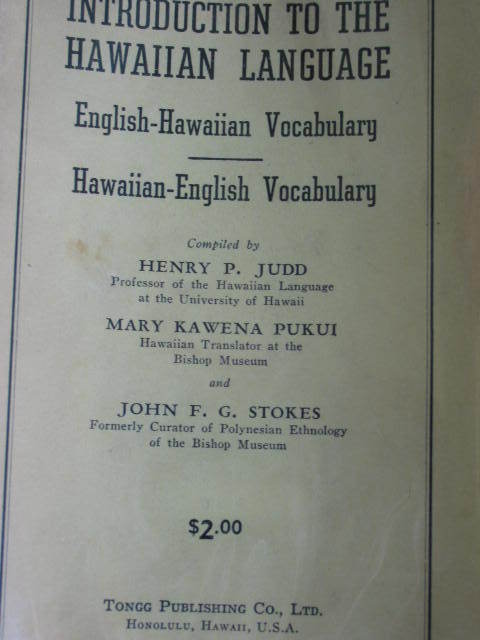 INTRODUCTION TO THE
HAWAIIAN LANGUAGE
English-Hawaiian Vocabulary
Hawaiian-English Vocabulary
Compiled by
HENRY P. JUDD
Professor of the Hawaiian Language
at the University of Hawaii
MARY KAWENA PUKUI
Hawaiian Translator at the
Bishop Museum
and
JOHN F. G. STOKES
Formerly Curator of Polynesian Ethnology
of the Bishop Museum
$2.00
TONGG PUBLISHING CO., LTD.
HONOLULU, HAWAII, U.S.A.